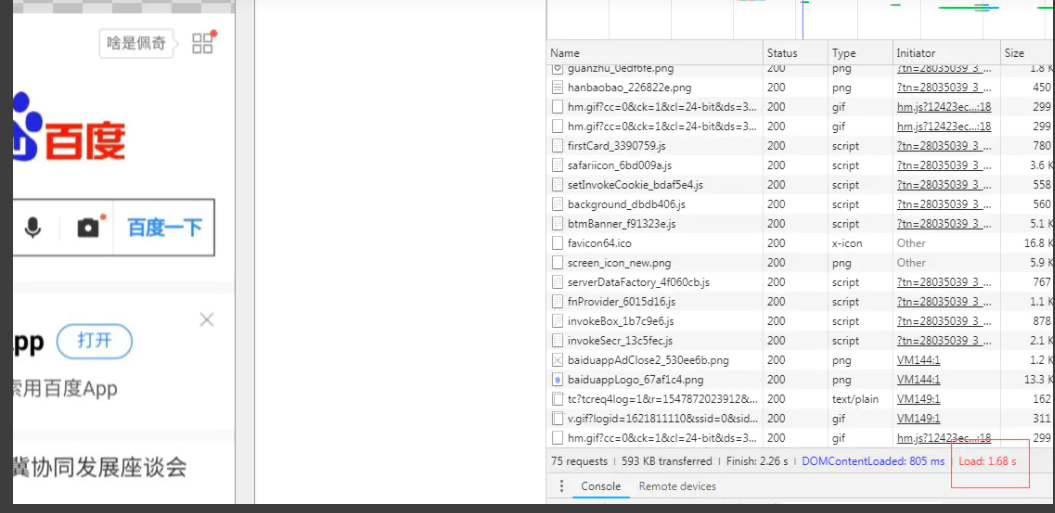 啥是佩奇
百度
百度一下
pp
打开
索用百度App
冀协同发展座谈会
Name Status Type Initiator Size
guanzhu_0edf6fe.png 200 png ?tn=28035039_3_... 1.8 K
hanbaobao_226822e.png 200 png ?tn=28035039_3_... 450
hm.gif?cc=0&ck=1&cl=24-bit&ds=3... 200 gif hm.js?12423ec...:18 299
hm.gif?cc=0&ck=1&cl=24-bit&ds=3... 200 gif hm.js?12423ec...:18 299
firstCard_3390759.js 200 script ?tn=28035039_3_... 780
safariicon_6bd009a.js 200 script ?tn=28035039_3_... 3.6 K
setInvokeCookie_bdaf5e4.js 200 script ?tn=28035039_3_... 558
background_dbdb406.js 200 script ?tn=28035039_3_... 560
btmBanner_f91323e.js 200 script ?tn=28035039_3_... 5.1 K
favicon64.ico 200 x-icon Other 16.8 K
screen_icon_new.png 200 png Other 5.9 K
serverDataFactory_4f060cb.js 200 script ?tn=28035039_3_... 767
fnProvider_6015d16.js 200 script ?tn=28035039_3_... 1.1 K
invokeBox_1b7c9e6.js 200 script ?tn=28035039_3_... 878
invokeSecr_13c5fec.js 200 script ?tn=28035039_3_... 2.1 K
baiduappAdClose2_530ee6b.png 200 png VM144:1 1.2 K
baiduappLogo_67af1c4.png 200 png VM144:1 13.3 K
tc?tcreq4log=1&r=1547872023912&... 200 text/plain VM149:1 162
v.gif?logid=1621811110&ssid=0&sid... 200 gif VM149:1 311
hm.gif?cc=0&ck=1&cl=24-bit&ds=3... 200 gif hm.js?12423ec...:18 299
75 requests | 593 KB transferred | Finish: 2.26 s | DOMContentLoaded: 805 ms | Load: 1.68 s
Console Remote devices